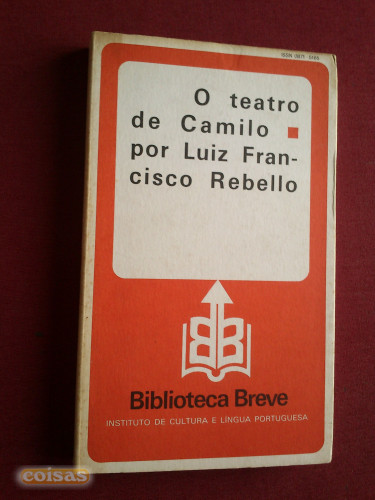 O teatro
de Camilo
por Luiz Fran-
cisco Rebello
Biblioteca Breve
INSTITUTO DE CULTURA E LÍNGUA PORTUGUESA
coisas